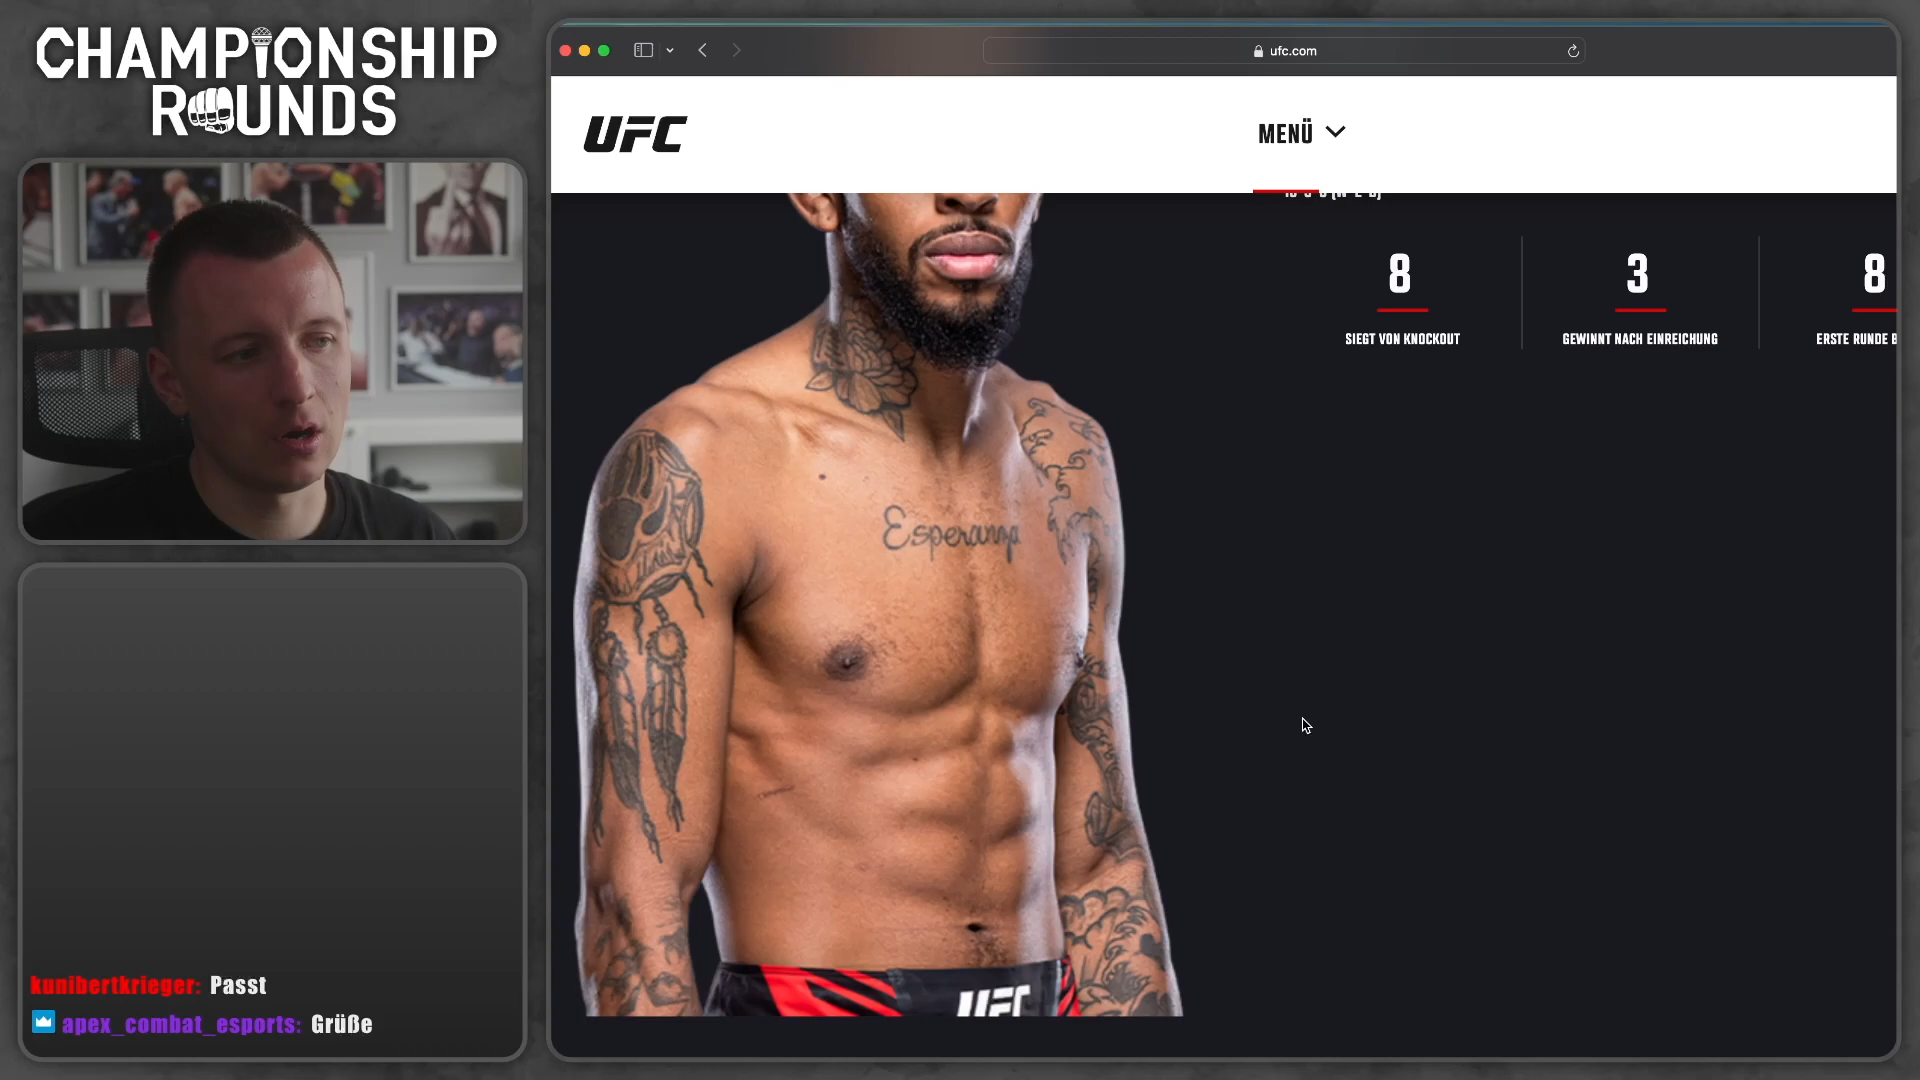 CHAMPIONSHIP
ROUNDS
ufc.com
UFC
MENÜ
8
3
8
SIEGT VON KNOCKOUT
GEWINNT NACH EINREICHUNG
ERSTE RUNDE
Esperança
UFC
kunibertkrieger: Passt
apex_combat_esports: Grüße